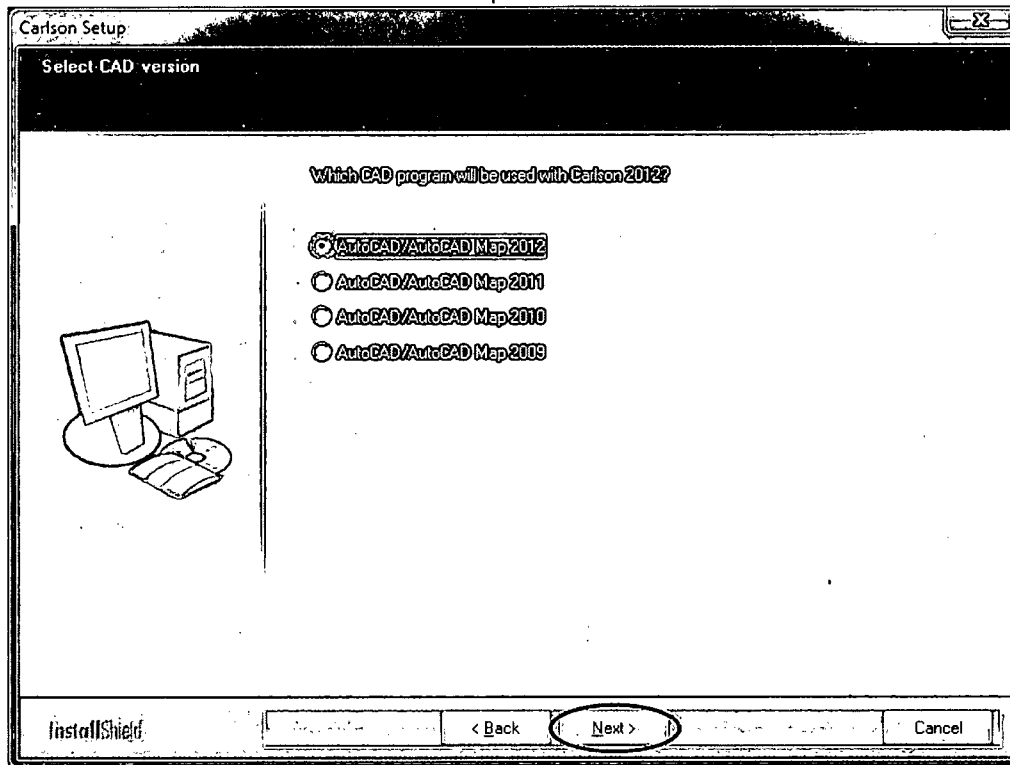 Carlson Setup
Select CAD version
Which CAD program will be used with Carlson 2012?
AutoCAD/AutoCAD Map 2012
AutoCAD/AutoCAD Map 2011
AutoCAD/AutoCAD Map 2010
AutoCAD/AutoCAD Map 2009
InstallShield
< Back Next > Cancel